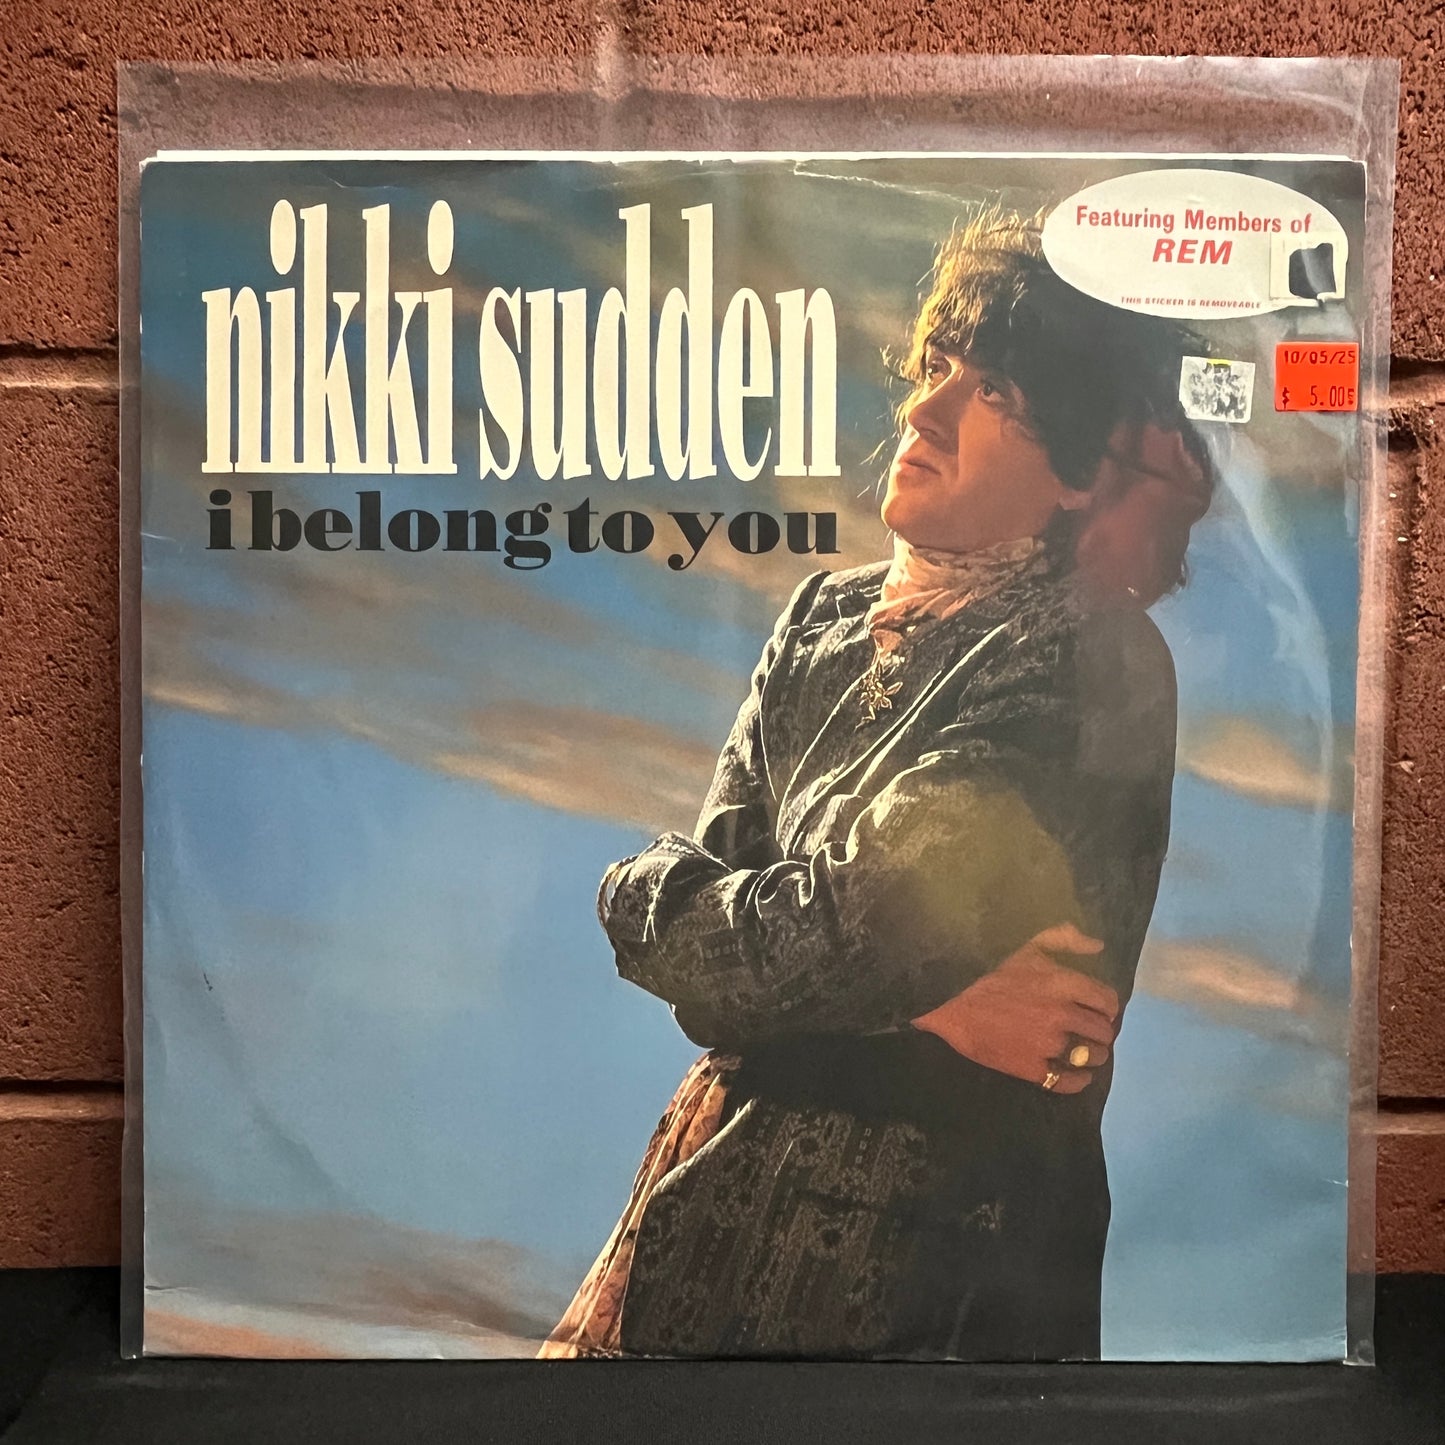 nikki sudden
i belong to you
Featuring Members of
REM
THIS STICKER IS REMOVEABLE
10/05/25
$ 5.00